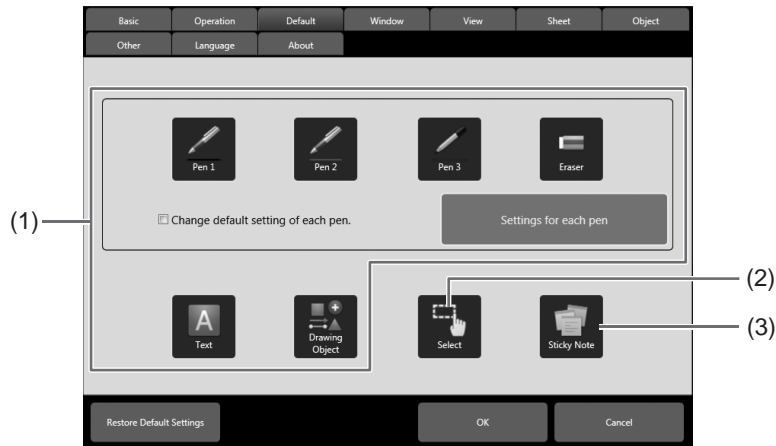 Basic Operation Default Window View Sheet Object
Other Language About
Pen 1 Pen 2 Pen 3 Eraser
(1)
Change default setting of each pen. Settings for each pen
(2)
(3)
A
Text Drawing Select Sticky Note
Object
Restore Default Settings OK Cancel